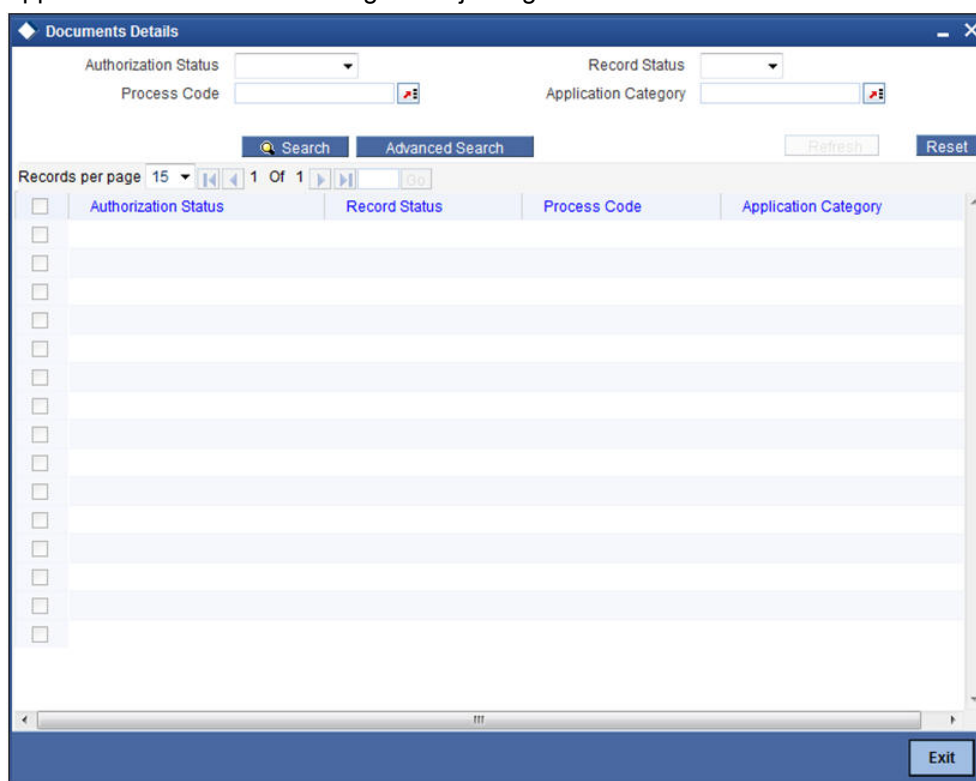 Documents Details
Authorization Status Record Status
Process Code Application Category
Search Advanced Search Refresh Reset
Records per page 15 1 Of 1 Go
Authorization Status Record Status Process Code Application Category
Exit